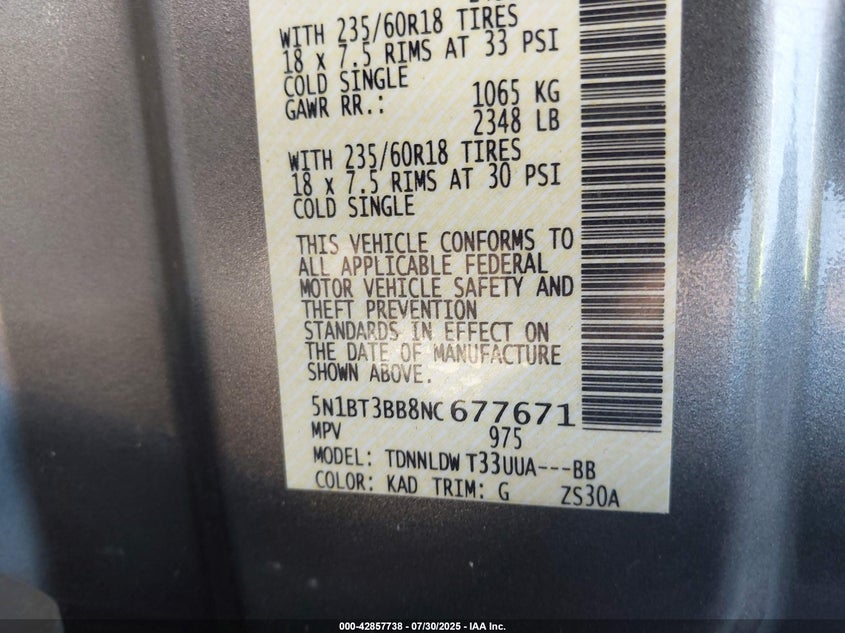 WITH 235/60R18 TIRES
18 x 7.5 RIMS AT 33 PSI
COLD SINGLE
GAWR RR.: 1065 KG
2348 LB
WITH 235/60R18 TIRES
18 x 7.5 RIMS AT 30 PSI
COLD SINGLE
THIS VEHICLE CONFORMS TO
ALL APPLICABLE FEDERAL
MOTOR VEHICLE SAFETY AND
THEFT PREVENTION
STANDARDS IN EFFECT ON
THE DATE OF MANUFACTURE
SHOWN ABOVE.
5N1BT3BB8NC677671
MPV 975
MODEL: TDNNLDW T33UUA---BB
COLOR: KAD TRIM: G ZS30A
000-42857738 - 07/30/2025 - IAA Inc.